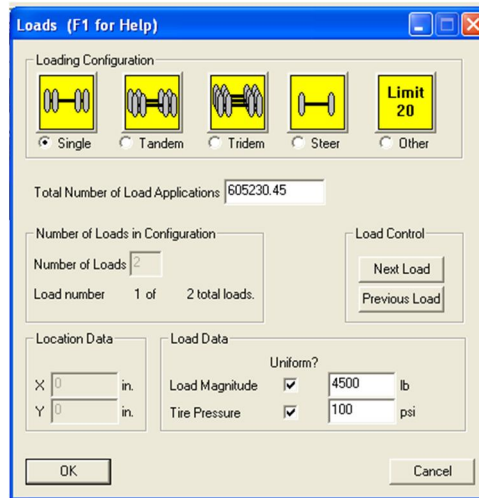 Loads (F1 for Help)
Loading Configuration
Limit
20
Single Tandem Tridem Steer Other
Total Number of Load Applications 605230.45
Number of Loads in Configuration
Number of Loads 2
Load number 1 of 2 total loads.
Load Control
Next Load
Previous Load
Location Data
X 0 in.
Y 0 in.
Load Data
Uniform?
Load Magnitude 4500 lb
Tire Pressure 100 psi
OK Cancel